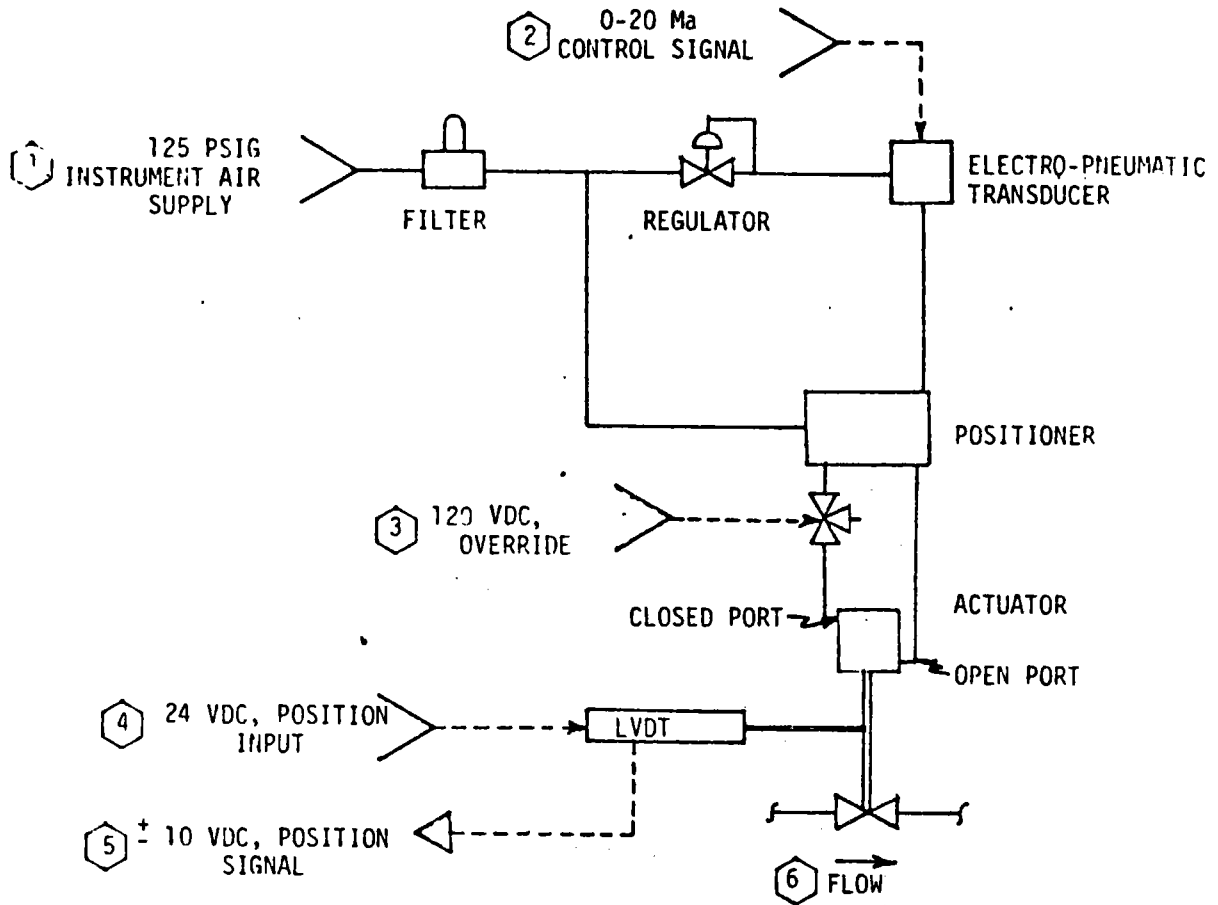 2
0-20 Ma
CONTROL SIGNAL
1
125 PSIG
INSTRUMENT AIR
SUPPLY
FILTER
REGULATOR
ELECTRO-PNEUMATIC
TRANSDUCER
POSITIONER
3
120 VDC,
OVERRIDE
CLOSED PORT
ACTUATOR
OPEN PORT
4
24 VDC, POSITION
INPUT
LVDT
5
± 10 VDC, POSITION
SIGNAL
6
FLOW